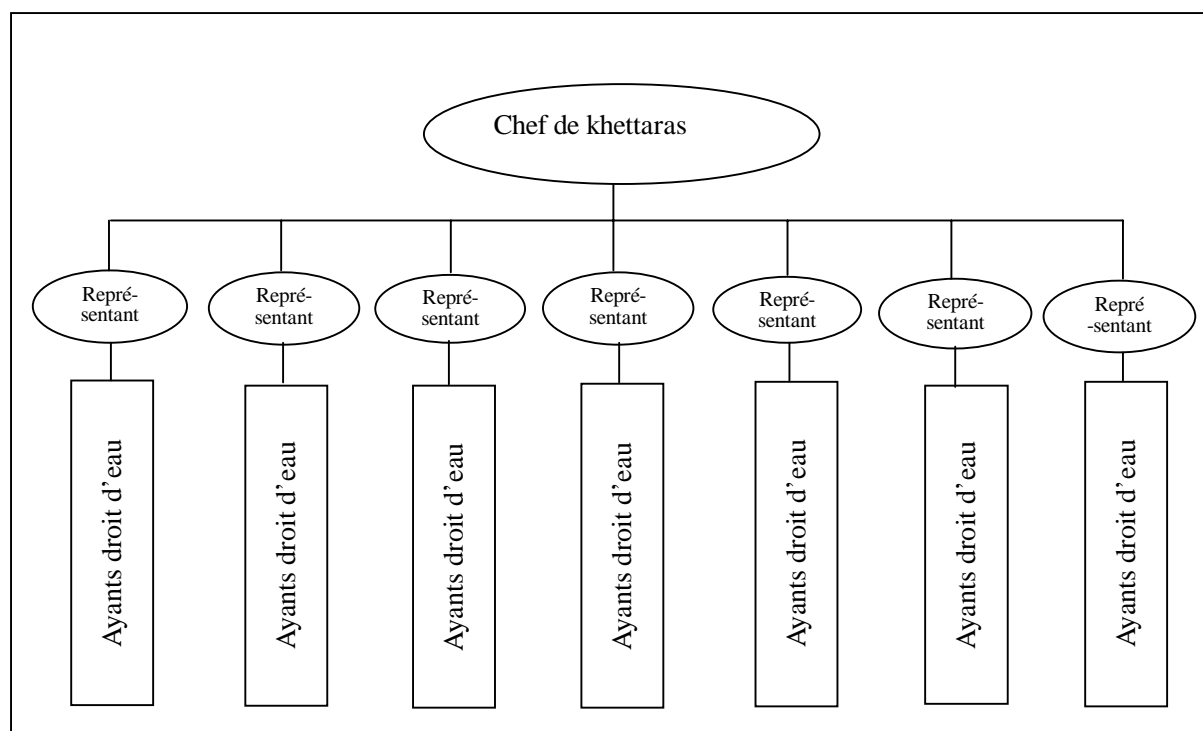 Chef de khettaras
Repré-
sentant
Repré-
sentant
Repré-
sentant
Repré-
sentant
Repré-
sentant
Repré-
sentant
Repré
-sentant
Ayants droit d’eau
Ayants droit d’eau
Ayants droit d’eau
Ayants droit d’eau
Ayants droit d’eau
Ayants droit d’eau
Ayants droit d’eau